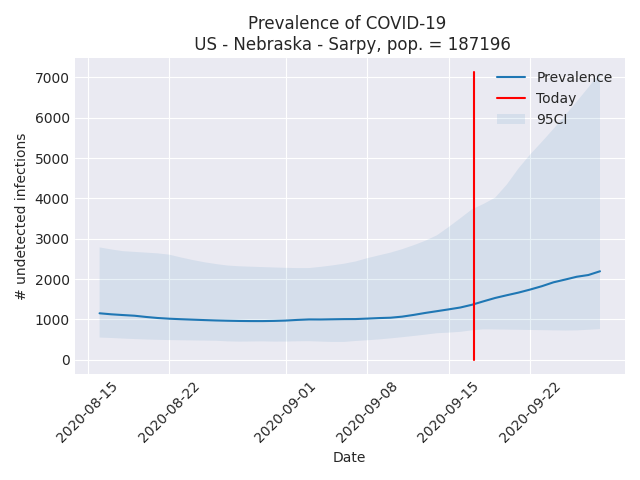 Prevalence of COVID-19
US - Nebraska - Sarpy, pop. = 187196
Prevalence
Today
95CI
# undetected infections
7000
6000
5000
4000
3000
2000
1000
0
2020-08-15
2020-08-22
2020-09-01
2020-09-08
2020-09-15
2020-09-22
Date